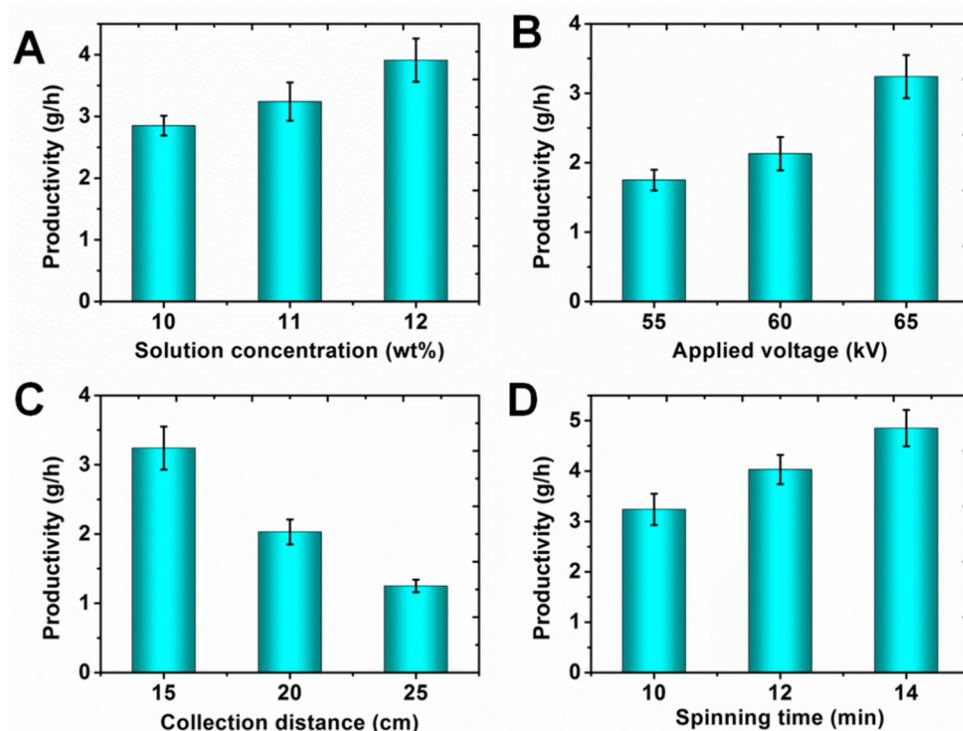 A
Productivity (g/h)
4
3
2
1
0
10 11 12
Solution concentration (wt%)
B
Productivity (g/h)
4
3
2
1
0
55 60 65
Applied voltage (kV)
C
Productivity (g/h)
4
3
2
1
0
15 20 25
Collection distance (cm)
D
Productivity (g/h)
5
4
3
2
1
0
10 12 14
Spinning time (min)